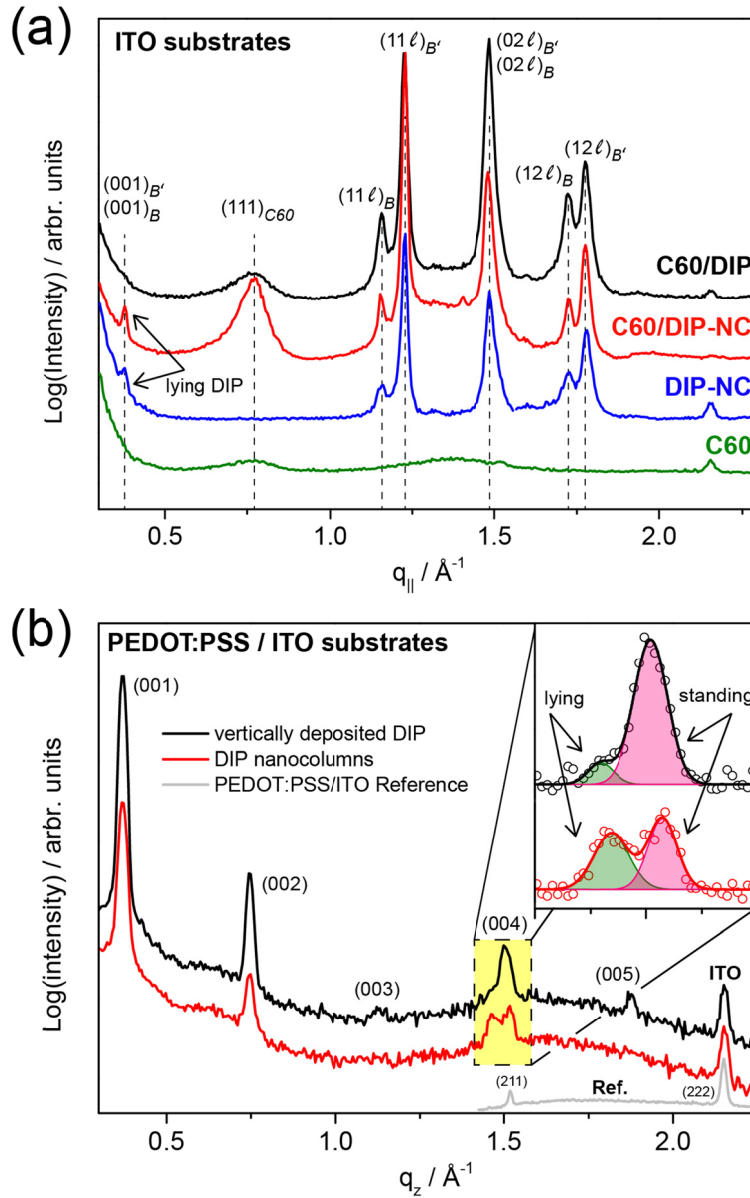 (a)
ITO substrates
(11ℓ)B‘
(02ℓ)B‘
(02ℓ)B
(001)B‘
(001)B
(111)C60
(11ℓ)B
(12ℓ)B
(12ℓ)B‘
C60/DIP
C60/DIP-NC
lying DIP
DIP-NC
C60
Log(Intensity) / arbr. units
0.5 1.0 1.5 2.0
q|| / Å-1
(b)
PEDOT:PSS / ITO substrates
(001)
vertically deposited DIP
DIP nanocolumns
PEDOT:PSS/ITO Reference
lying
standing
(002)
(003)
(004)
(005)
ITO
(211)
Ref.
(222)
Log(intensity) / arbr. units
0.5 1.0 1.5 2.0
qz / Å-1